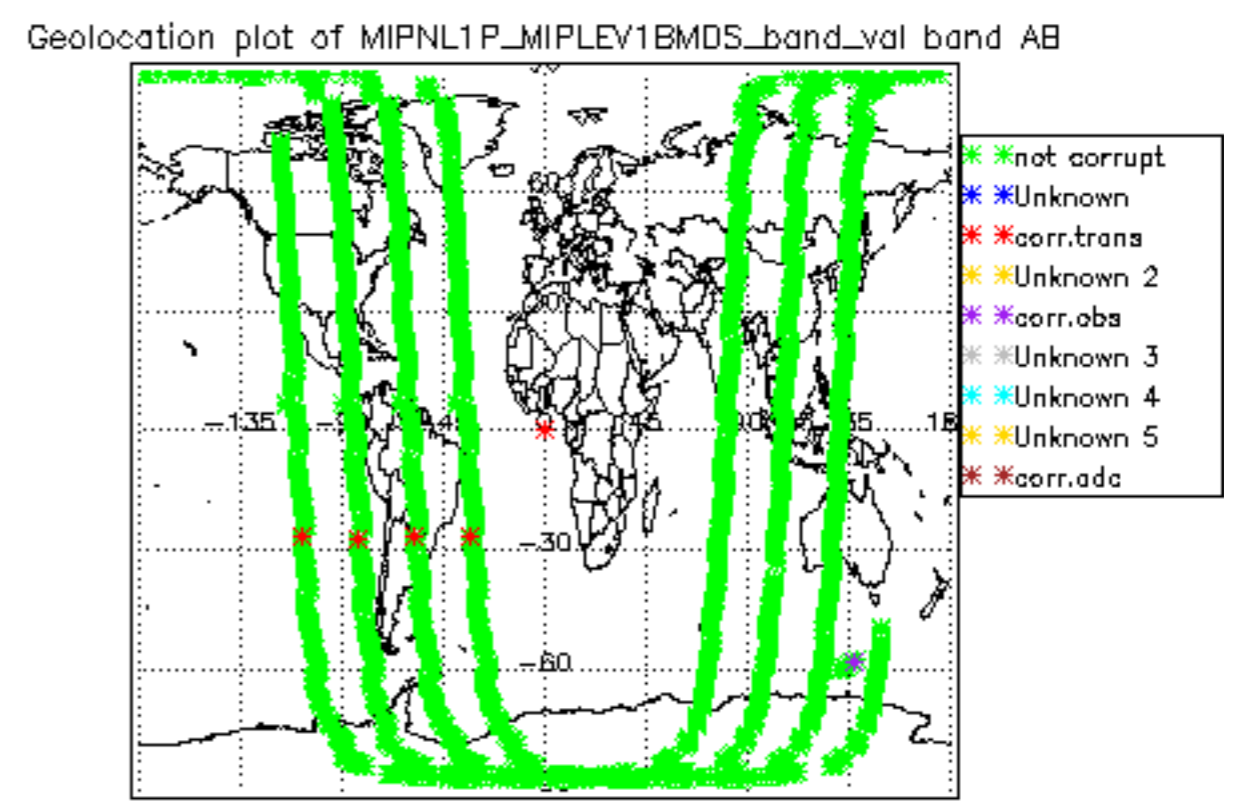 Geolocation plot of MIPNL1P_MIPLEV1BMDS_band_val band AB
not corrupt
Unknown
corr.trans
Unknown 2
corr.obs
Unknown 3
Unknown 4
Unknown 5
corr.adc
60
-135
-30
-60